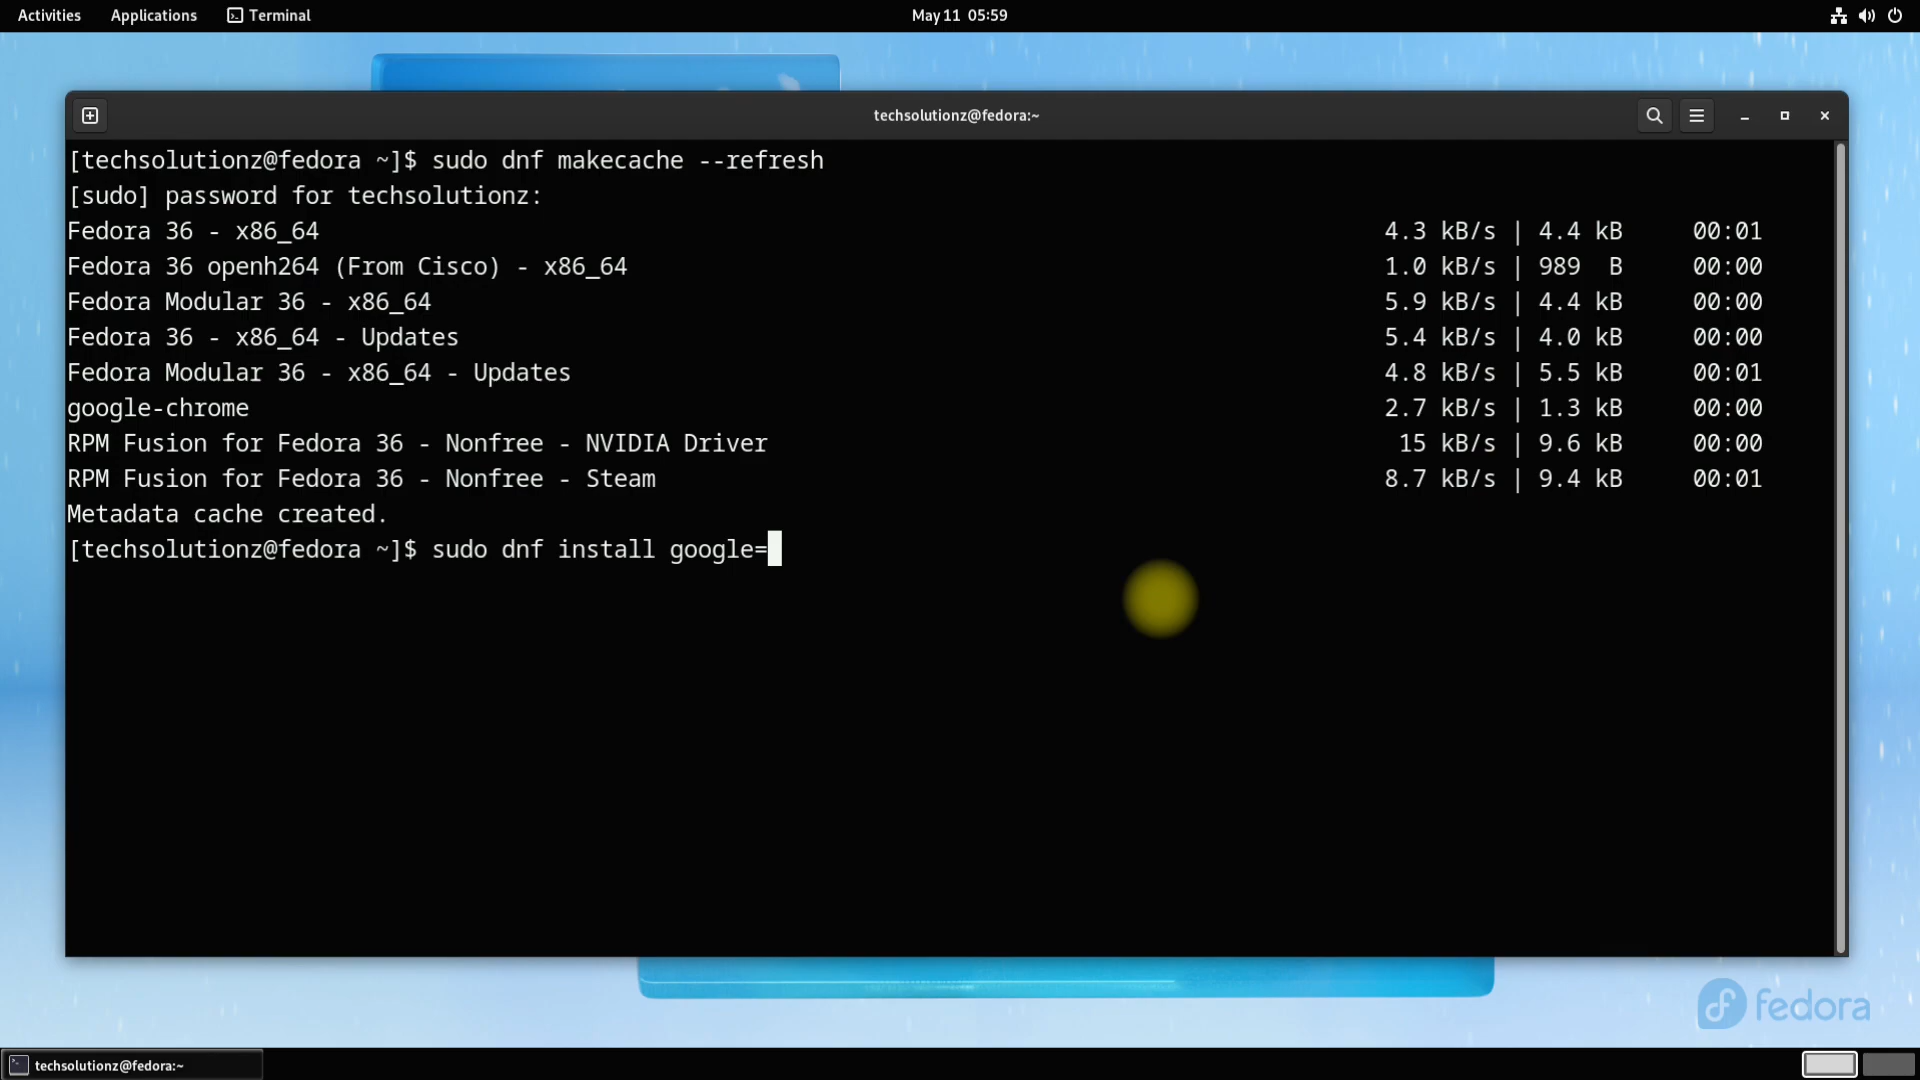 Activities Applications Terminal May 11 05:59
techsolutionz@fedora:~
[techsolutionz@fedora ~]$ sudo dnf makecache --refresh
[sudo] password for techsolutionz:
Fedora 36 - x86_64 4.3 kB/s | 4.4 kB 00:01
Fedora 36 openh264 (From Cisco) - x86_64 1.0 kB/s | 989 B 00:00
Fedora Modular 36 - x86_64 5.9 kB/s | 4.4 kB 00:00
Fedora 36 - x86_64 - Updates 5.4 kB/s | 4.0 kB 00:00
Fedora Modular 36 - x86_64 - Updates 4.8 kB/s | 5.5 kB 00:01
google-chrome 2.7 kB/s | 1.3 kB 00:00
RPM Fusion for Fedora 36 - Nonfree - NVIDIA Driver 15 kB/s | 9.6 kB 00:00
RPM Fusion for Fedora 36 - Nonfree - Steam 8.7 kB/s | 9.4 kB 00:01
Metadata cache created.
[techsolutionz@fedora ~]$ sudo dnf install google=
fedora
techsolutionz@fedora:~